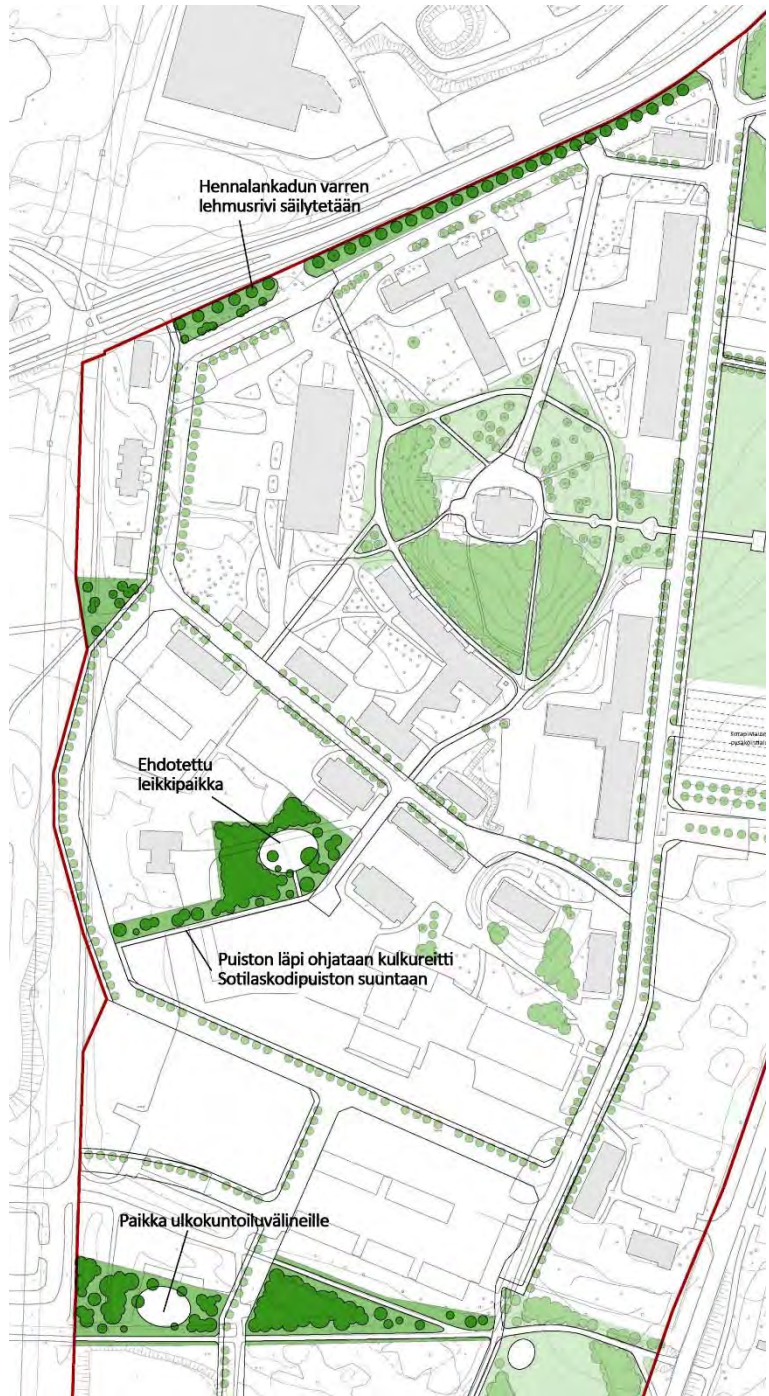 Hennalankadun varren
lehmusrivi säilytetään
Ehdotettu
leikkipaikka
Puiston läpi ohjataan kulkureitti
Sotilaskodipuiston suuntaan
Paikka ulkokuntoiluvälineille